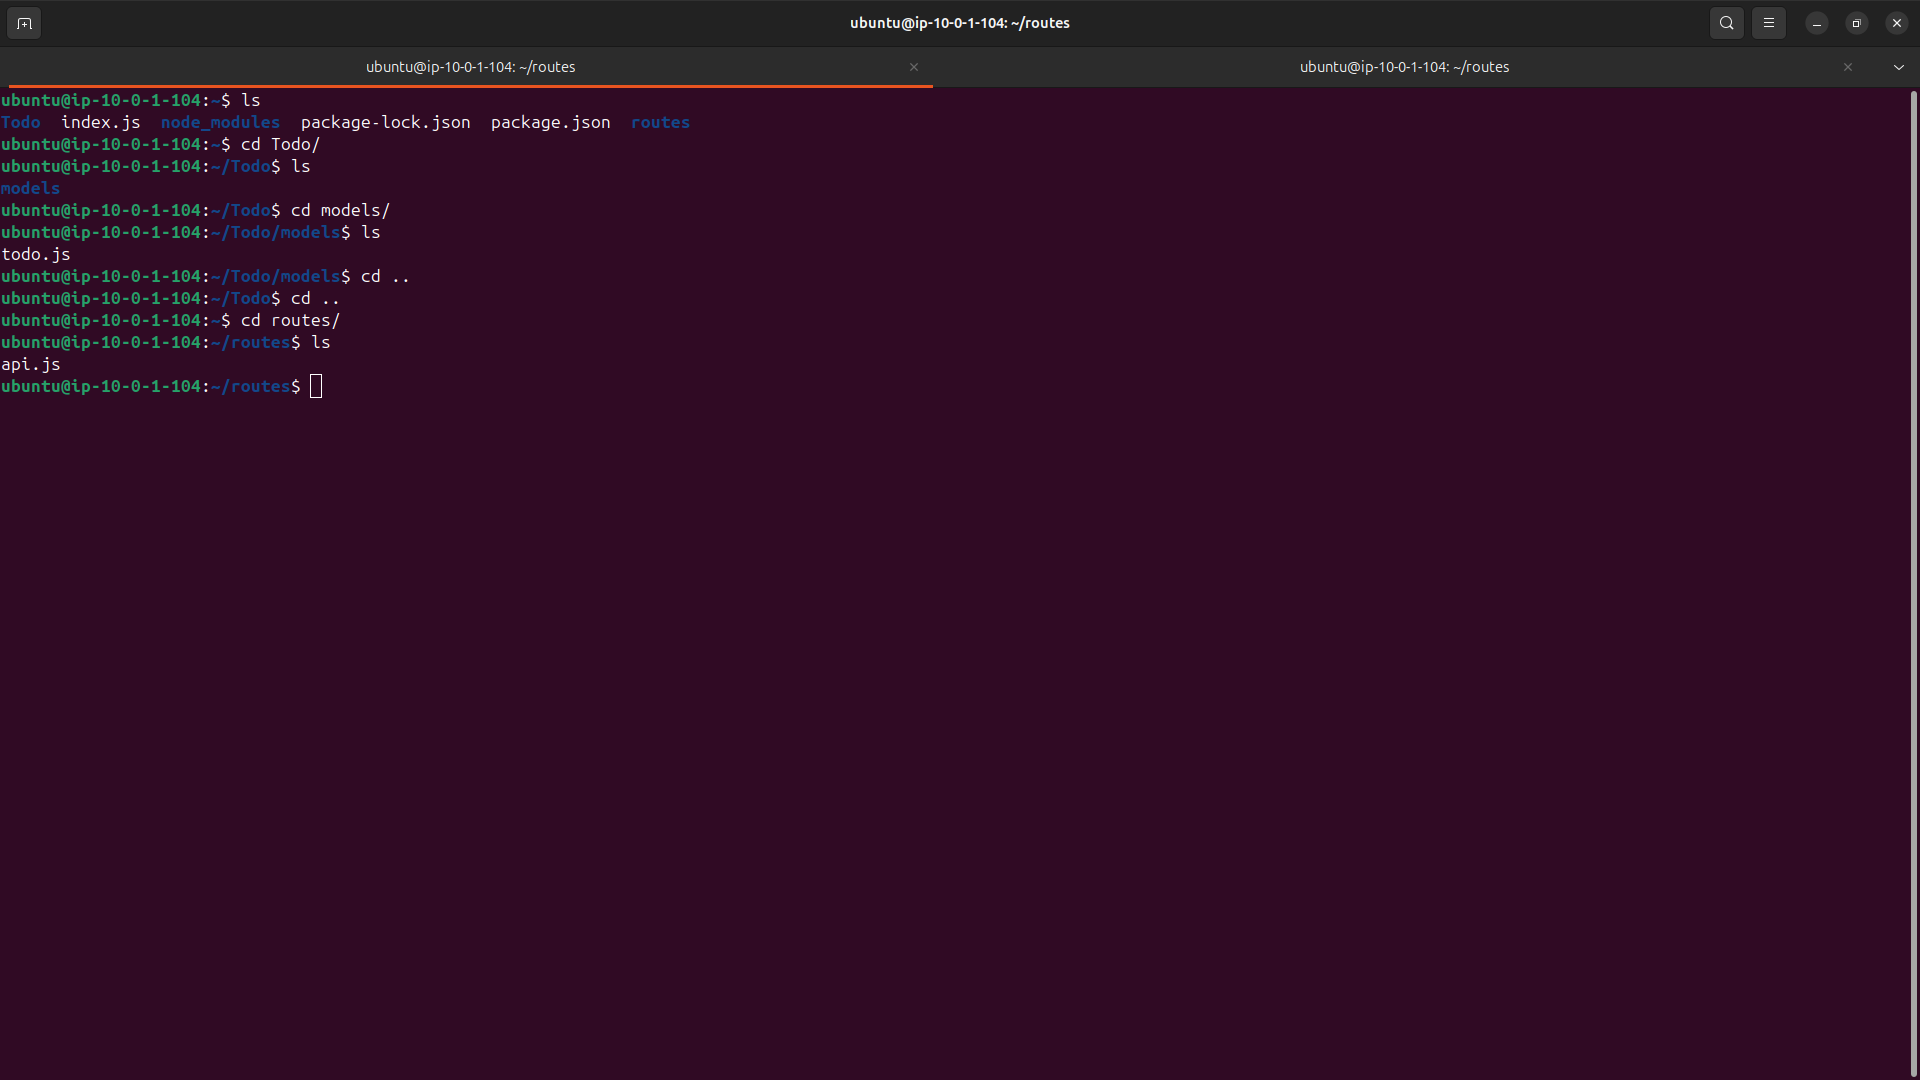 ubuntu@ip-10-0-1-104: ~/routes
ubuntu@ip-10-0-1-104: ~/routes
ubuntu@ip-10-0-1-104: ~/routes
ubuntu@ip-10-0-1-104:~$ ls
Todo  index.js  node_modules  package-lock.json  package.json  routes
ubuntu@ip-10-0-1-104:~$ cd Todo/
ubuntu@ip-10-0-1-104:~/Todo$ ls
models
ubuntu@ip-10-0-1-104:~/Todo$ cd models/
ubuntu@ip-10-0-1-104:~/Todo/models$ ls
todo.js
ubuntu@ip-10-0-1-104:~/Todo/models$ cd ..
ubuntu@ip-10-0-1-104:~/Todo$ cd ..
ubuntu@ip-10-0-1-104:~$ cd routes/
ubuntu@ip-10-0-1-104:~/routes$ ls
api.js
ubuntu@ip-10-0-1-104:~/routes$